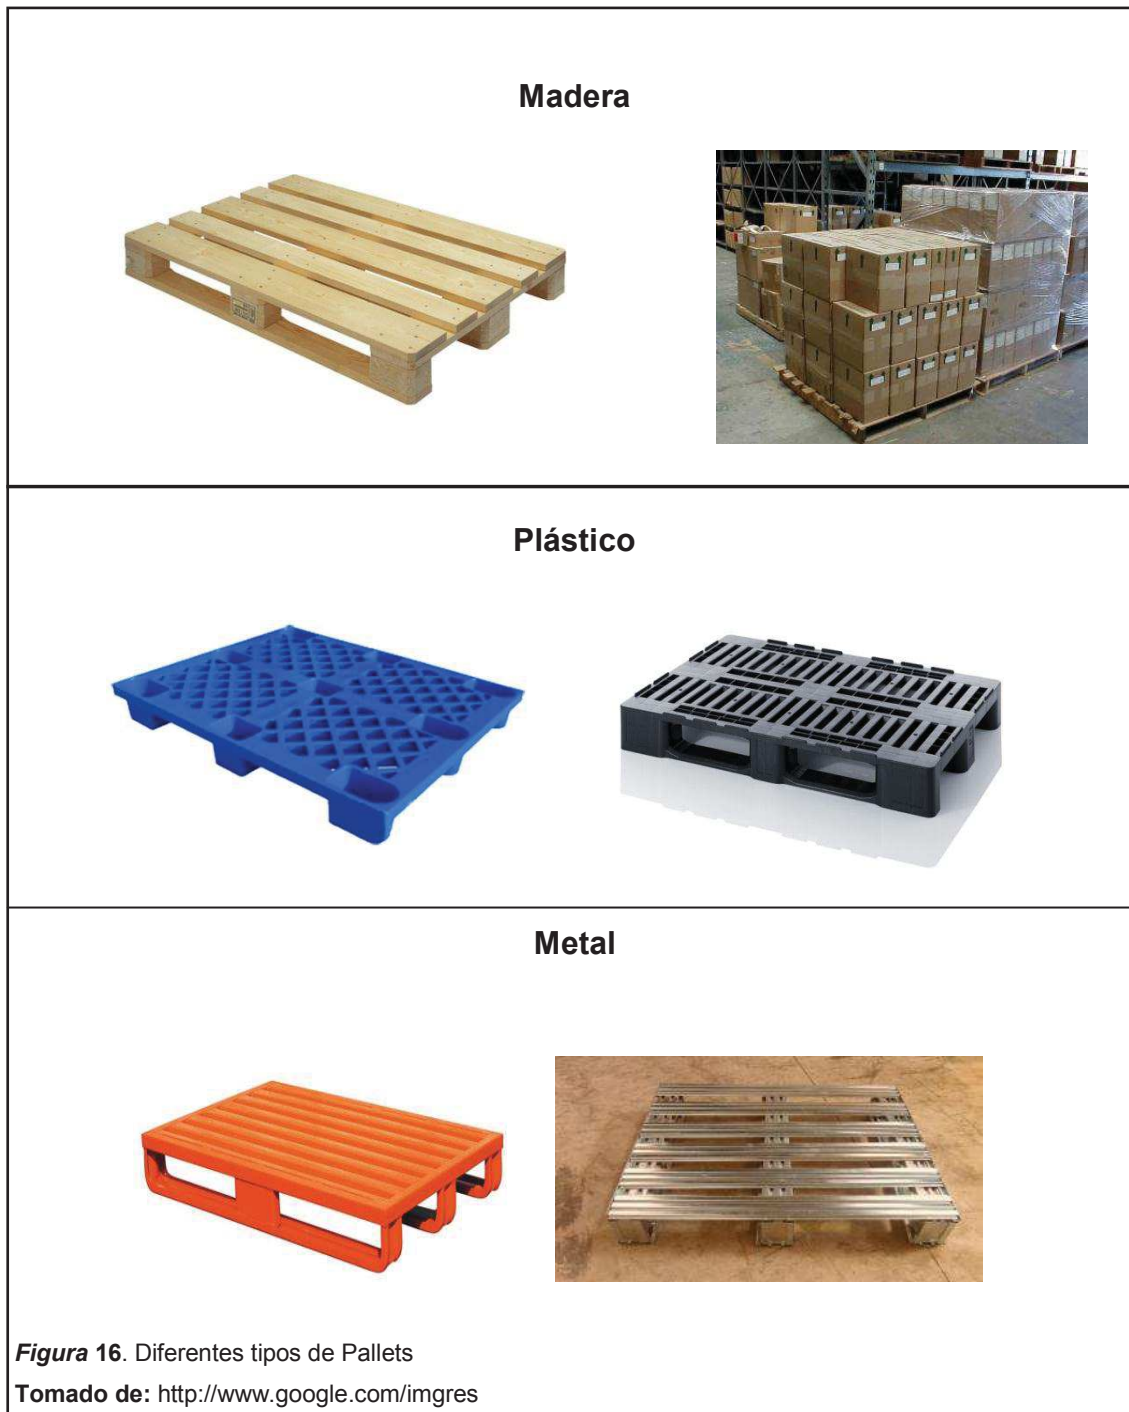 Madera
Plástico
Metal
Figura 16. Diferentes tipos de Pallets
Tomado de: http://www.google.com/imgres